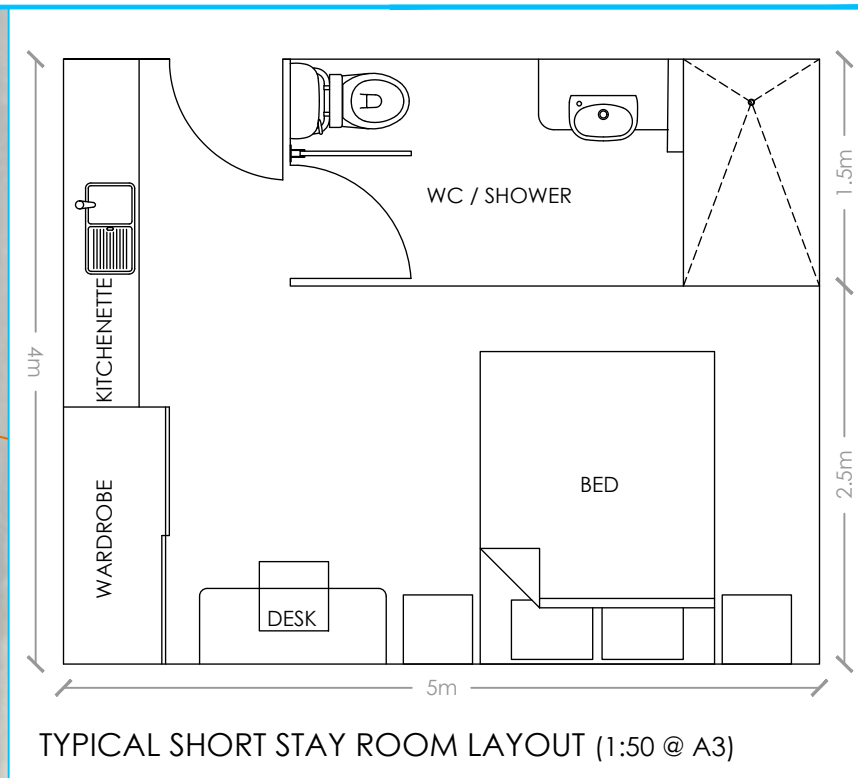 WC / SHOWER
1.5m
KITCHENETTE
4m
BED
2.5m
WARDROBE
DESK
5m
TYPICAL SHORT STAY ROOM LAYOUT (1:50 @ A3)